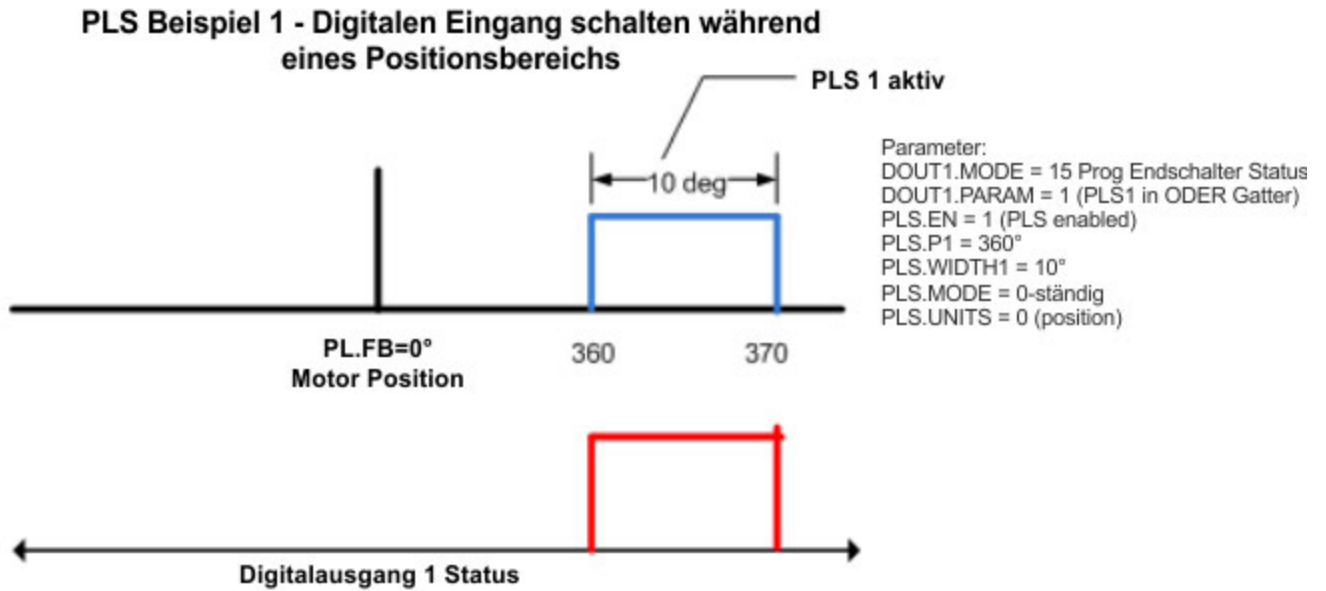 PLS Beispiel 1 - Digitalen Eingang schalten während
eines Positionsbereichs
PLS 1 aktiv
10 deg
Parameter:
DOUT1.MODE = 15 Prog Endschalter Status
DOUT1.PARAM = 1 (PLS1 in ODER Gatter)
PLS.EN = 1 (PLS enabled)
PLS.P1 = 360°
PLS.WIDTH1 = 10°
PLS.MODE = 0-ständig
PLS.UNITS = 0 (position)
PL.FB=0°
Motor Position
360
370
Digitalausgang 1 Status